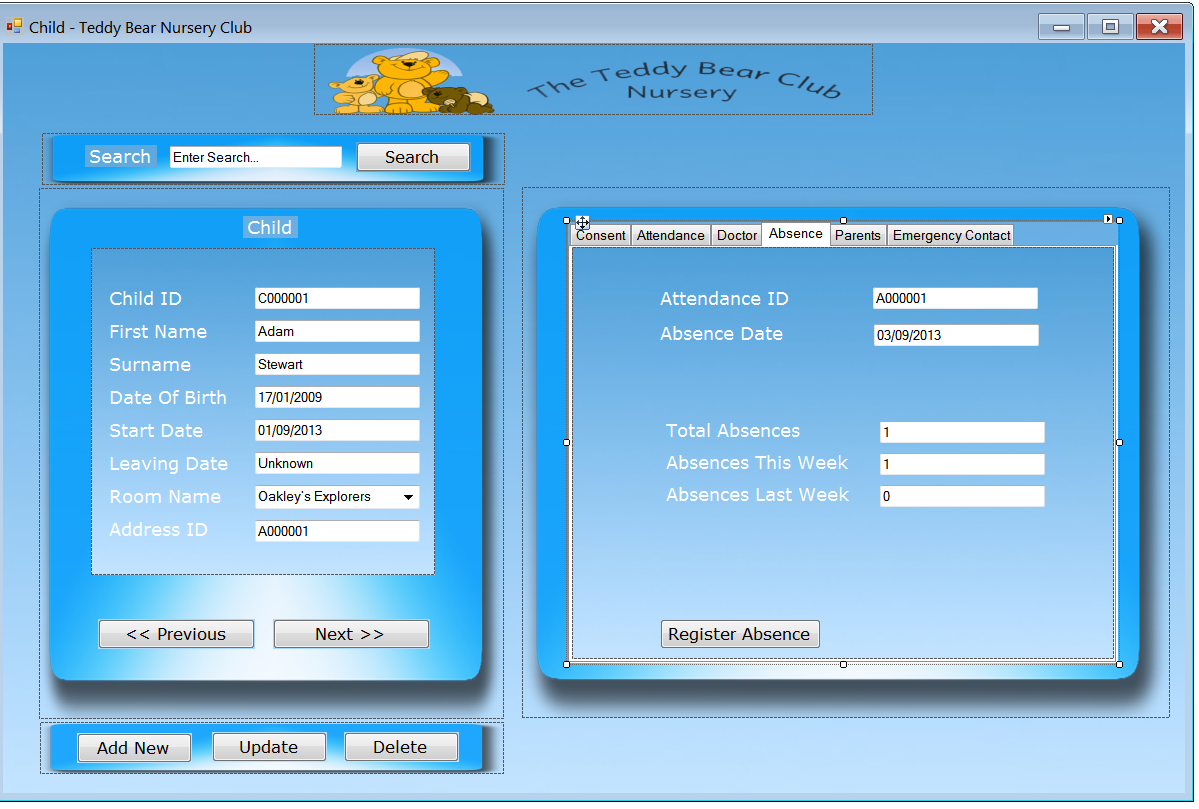 Child - Teddy Bear Nursery Club
The Teddy Bear Club
Nursery
Search Enter Search... Search
Child
Child ID C000001
First Name Adam
Surname Stewart
Date Of Birth 17/01/2009
Start Date 01/09/2013
Leaving Date Unknown
Room Name Oakley's Explorers
Address ID A000001
<< Previous Next >>
Add New Update Delete
Consent Attendance Doctor Absence Parents Emergency Contact
Attendance ID A000001
Absence Date 03/09/2013
Total Absences 1
Absences This Week 1
Absences Last Week 0
Register Absence